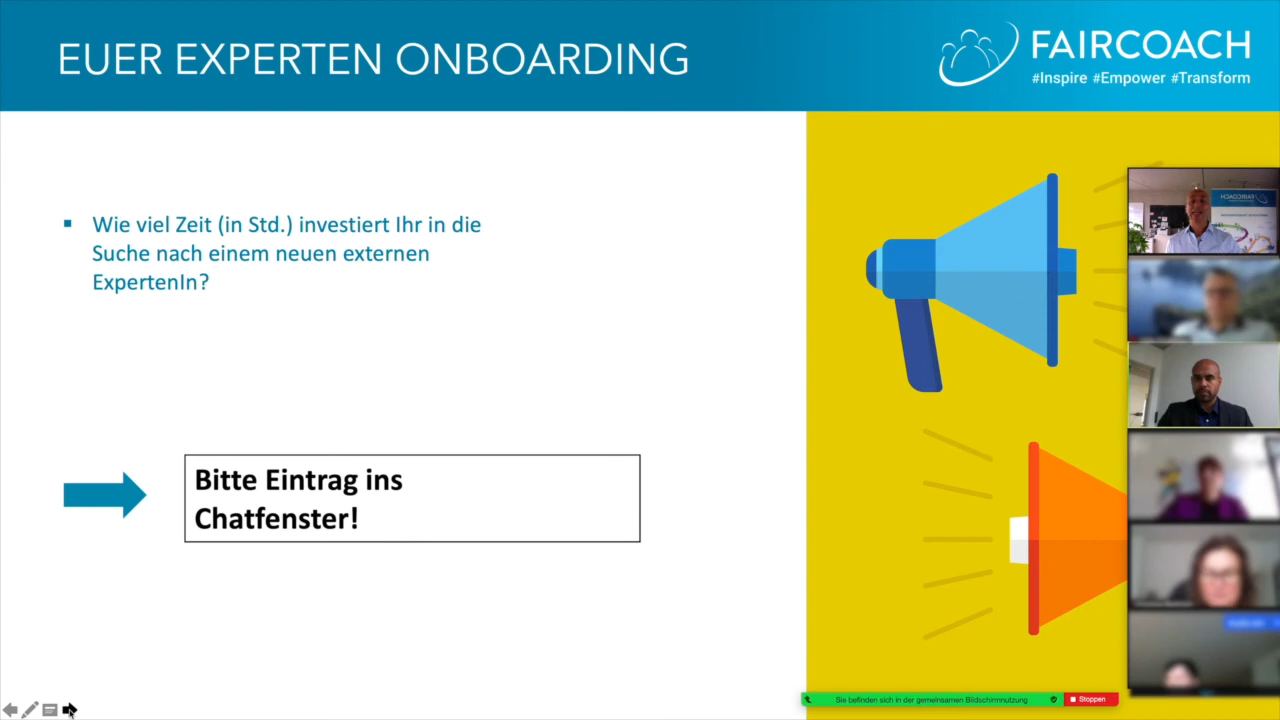 EUER EXPERTEN ONBOARDING
FAIRCOACH
#Inspire #Empower #Transform
▪ Wie viel Zeit (in Std.) investiert Ihr in die
Suche nach einem neuen externen
ExpertenIn?
Bitte Eintrag ins
Chatfenster!
Sie befinden sich in der gemeinsamen Bildschirmnutzung
Stoppen